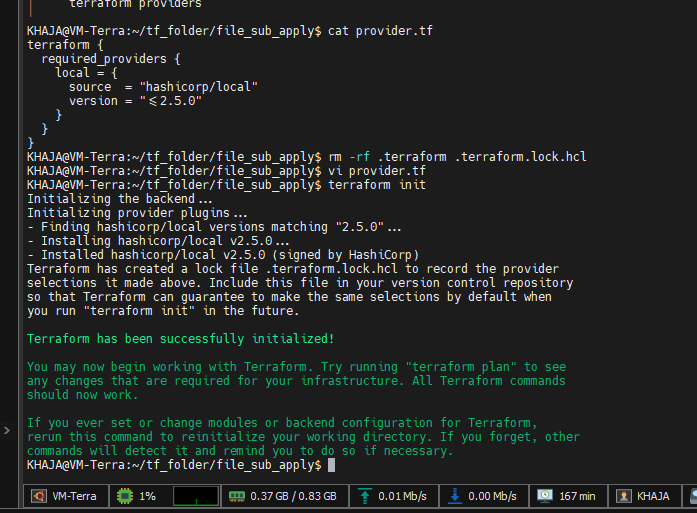 terraform providers
KHAJA@VM-Terra:~/tf_folder/file_sub_apply$ cat provider.tf
terraform {
  required_providers {
    local = {
      source  = "hashicorp/local"
      version = "<=2.5.0"
    }
  }
}
KHAJA@VM-Terra:~/tf_folder/file_sub_apply$ rm -rf .terraform .terraform.lock.hcl
KHAJA@VM-Terra:~/tf_folder/file_sub_apply$ vi provider.tf
KHAJA@VM-Terra:~/tf_folder/file_sub_apply$ terraform init
Initializing the backend...
Initializing provider plugins...
- Finding hashicorp/local versions matching "2.5.0"...
- Installing hashicorp/local v2.5.0...
- Installed hashicorp/local v2.5.0 (signed by HashiCorp)
Terraform has created a lock file .terraform.lock.hcl to record the provider
selections it made above. Include this file in your version control repository
so that Terraform can guarantee to make the same selections by default when
you run "terraform init" in the future.
Terraform has been successfully initialized!
You may now begin working with Terraform. Try running "terraform plan" to see
any changes that are required for your infrastructure. All Terraform commands
should now work.
If you ever set or change modules or backend configuration for Terraform,
rerun this command to reinitialize your working directory. If you forget, other
commands will detect it and remind you to do so if necessary.
KHAJA@VM-Terra:~/tf_folder/file_sub_apply$
VM-Terra 1% 0.37 GB / 0.83 GB 0.01 Mb/s 0.00 Mb/s 167 min KHAJA